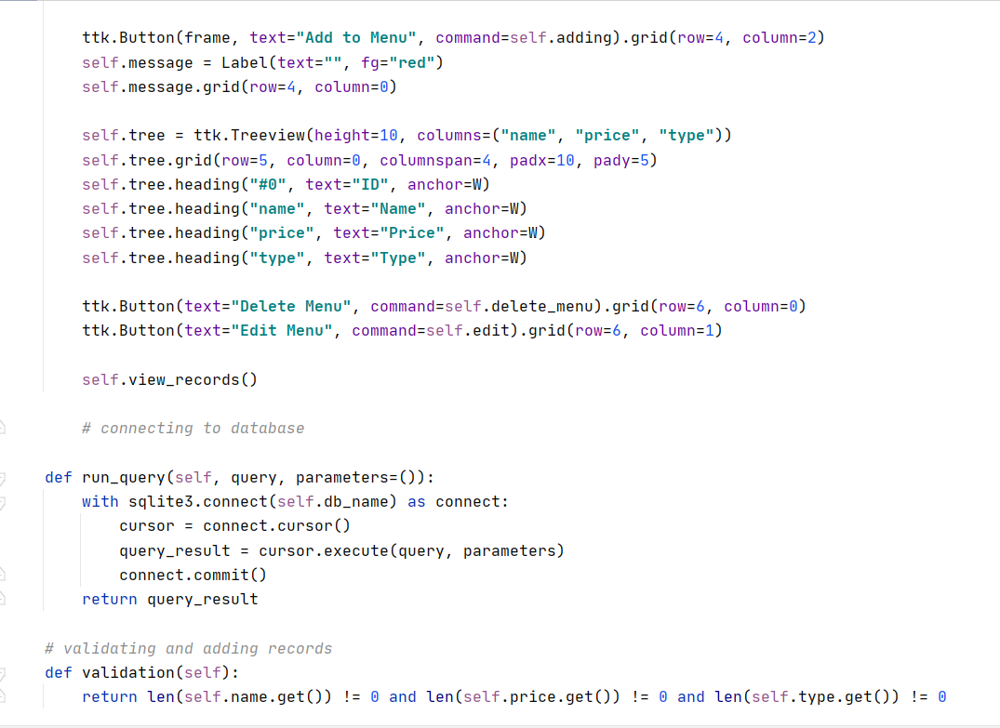 ttk.Button(frame, text="Add to Menu", command=self.adding).grid(row=4, column=2)
self.message = Label(text="", fg="red")
self.message.grid(row=4, column=0)
self.tree = ttk.Treeview(height=10, columns=("name", "price", "type"))
self.tree.grid(row=5, column=0, columnspan=4, padx=10, pady=5)
self.tree.heading("#0", text="ID", anchor=W)
self.tree.heading("name", text="Name", anchor=W)
self.tree.heading("price", text="Price", anchor=W)
self.tree.heading("type", text="Type", anchor=W)
ttk.Button(text="Delete Menu", command=self.delete_menu).grid(row=6, column=0)
ttk.Button(text="Edit Menu", command=self.edit).grid(row=6, column=1)
self.view_records()
# connecting to database
def run_query(self, query, parameters=()):
with sqlite3.connect(self.db_name) as connect:
cursor = connect.cursor()
query_result = cursor.execute(query, parameters)
connect.commit()
return query_result
# validating and adding records
def validation(self):
return len(self.name.get()) != 0 and len(self.price.get()) != 0 and len(self.type.get()) != 0